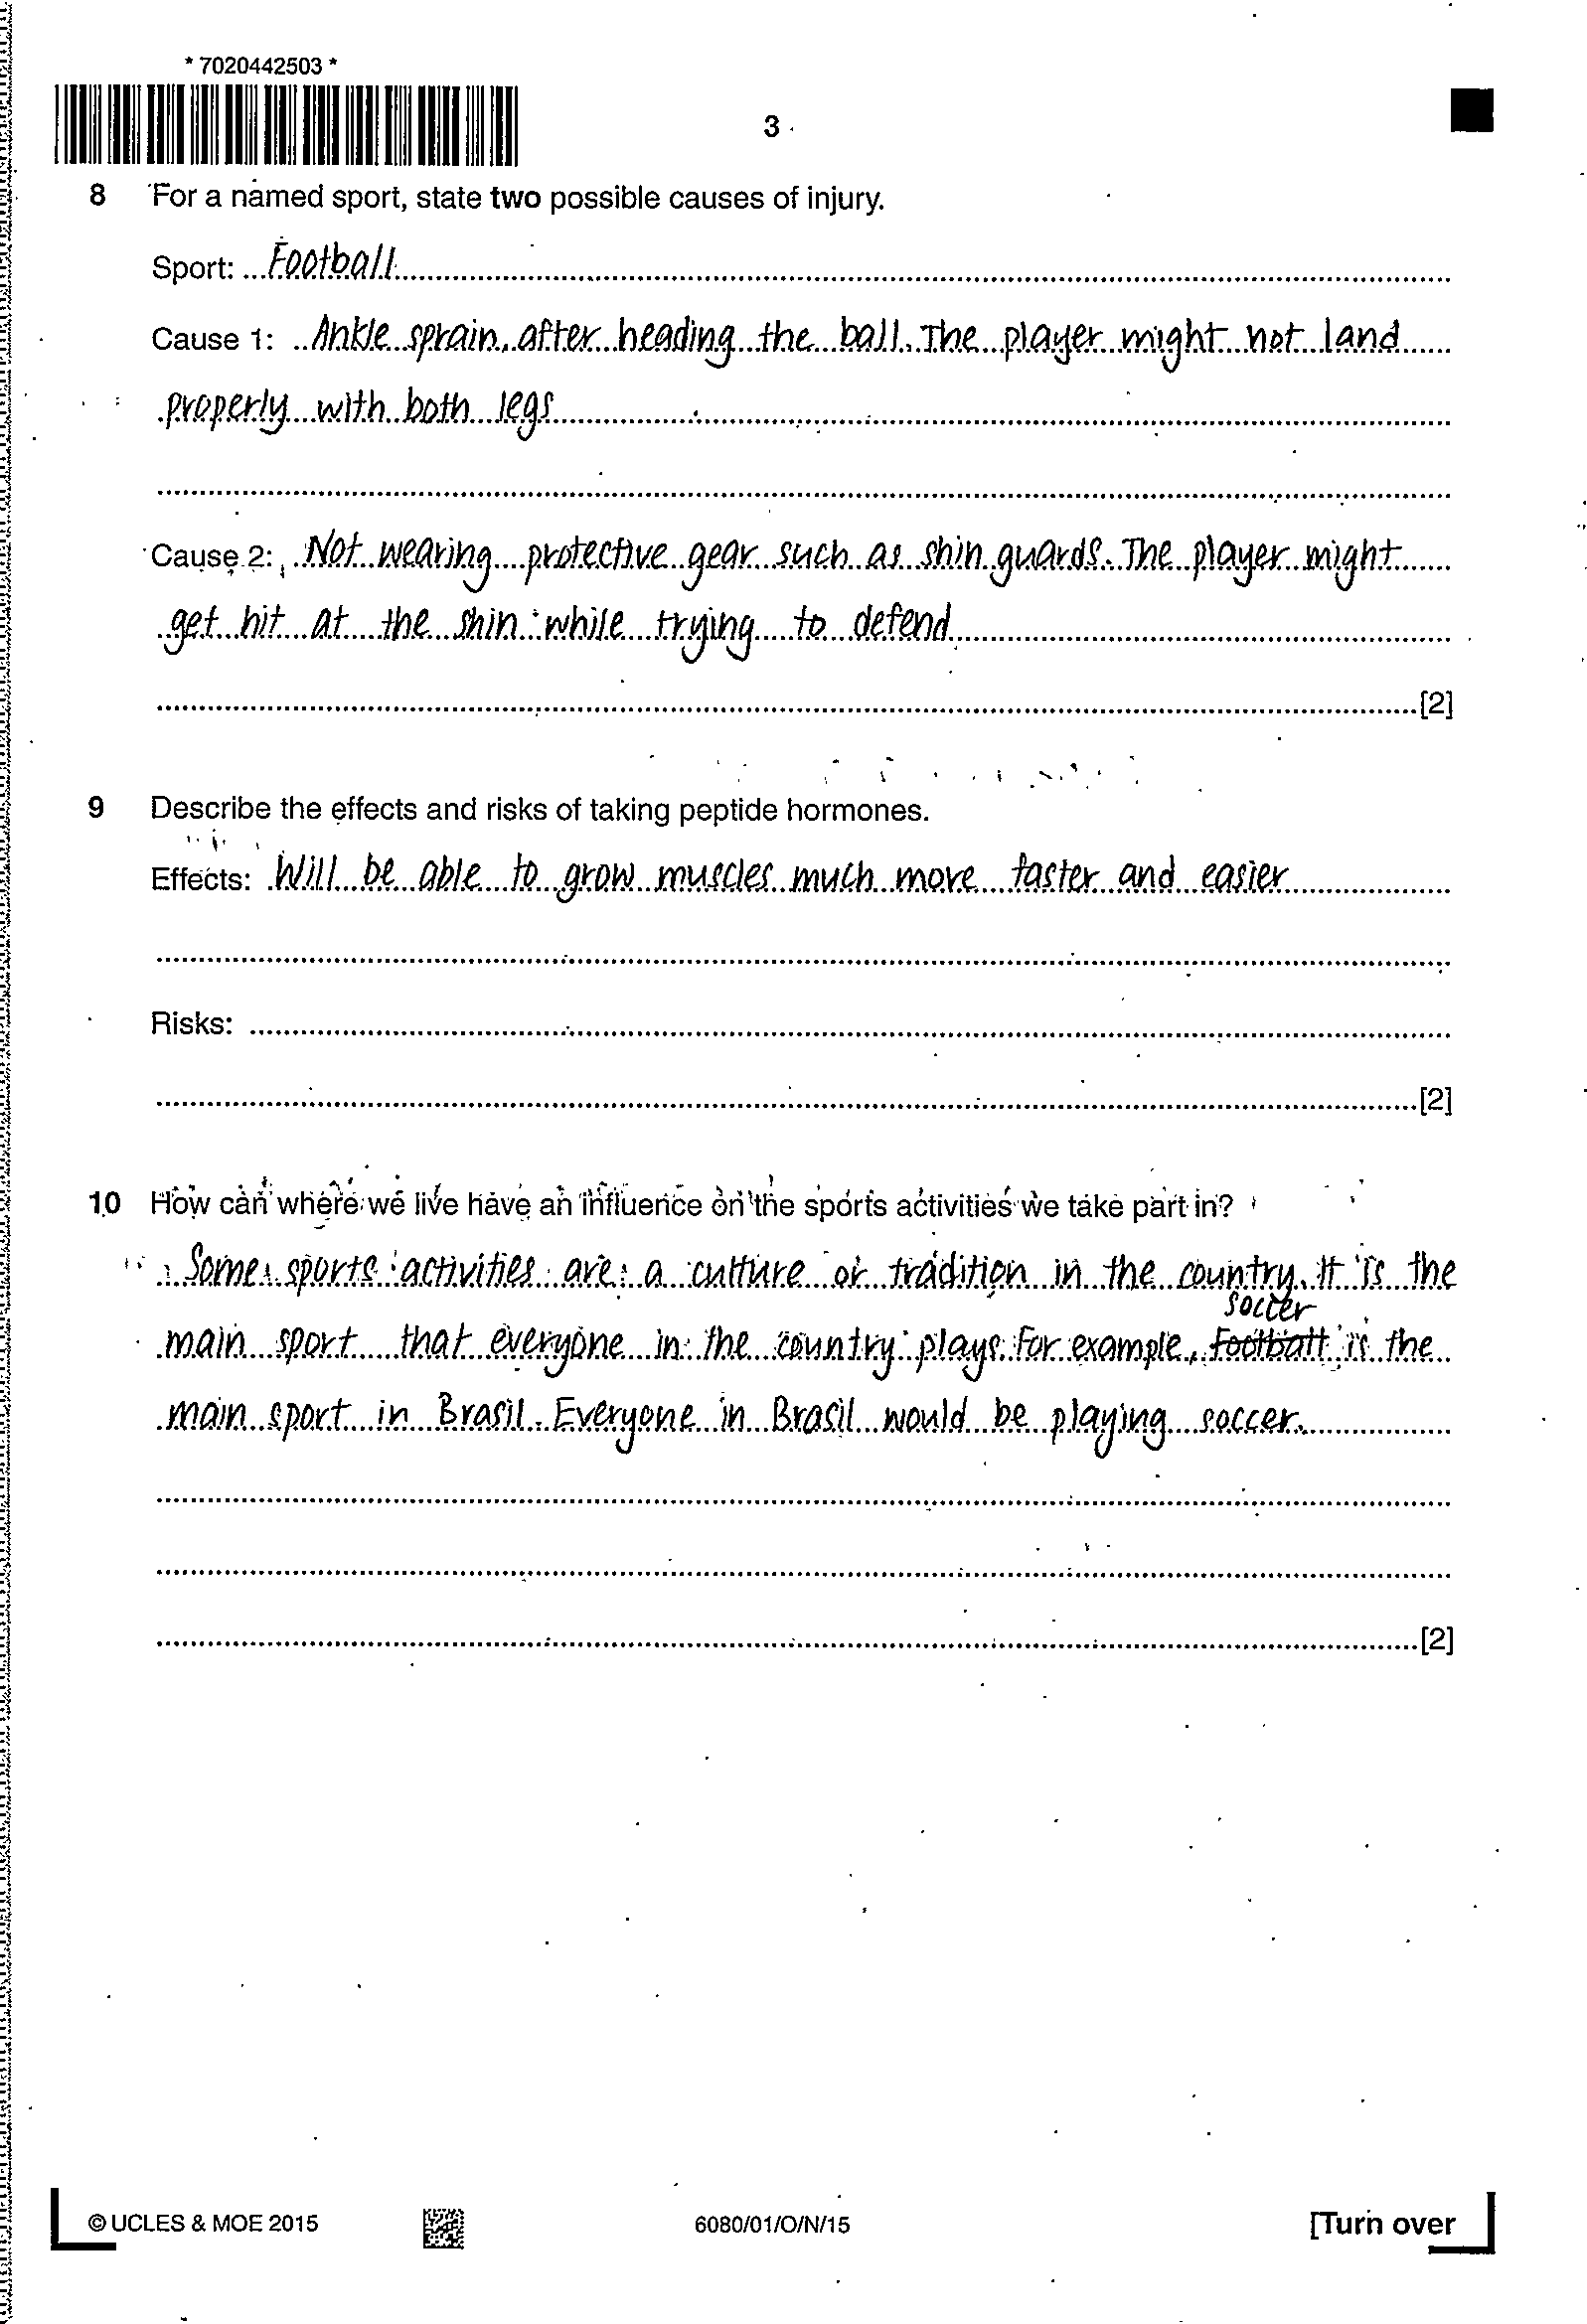 * 7020442503 *
3
8 For a named sport, state two possible causes of injury.
Sport: Football
Cause 1: Ankle sprain, after heading the ball. The player might not land
properly with both legs
Cause 2: Not wearing protective gear such as shin guards. The player might
get hit at the shin while trying to defend
[2]
9 Describe the effects and risks of taking peptide hormones.
Effects: Will be able to grow muscles much more faster and easier
Risks:
[2]
10 How can where we live have an influence on the sports activities we take part in?
Some sports activities are a culture or tradition in the country. It is the
soccer
main sport that everyone in the country plays. For example, football is the
main sport in Brasil. Everyone in Brasil would be playing soccer.
[2]
© UCLES & MOE 2015
6080/01/O/N/15
[Turn over